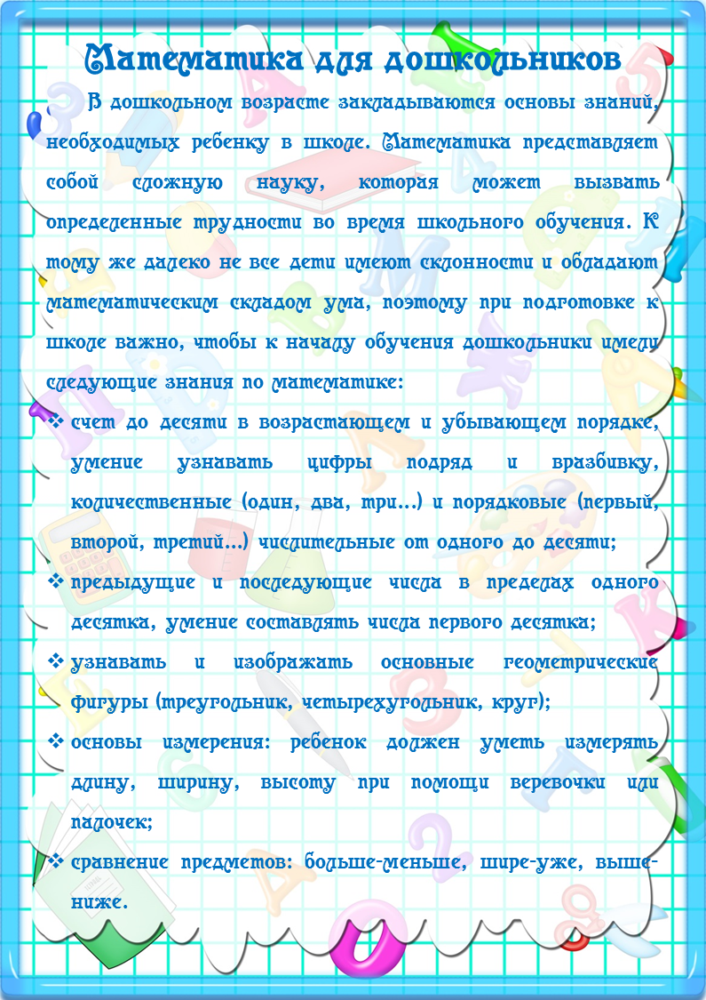 Математика для дошкольников
В дошкольном возрасте закладываются основы знаний,
необходимых ребенку в школе. Математика представляет
собой сложную науку, которая может вызвать
определенные трудности во время школьного обучения. К
тому же далеко не все дети имеют склонности и обладают
математическим складом ума, поэтому при подготовке к
школе важно, чтобы к началу обучения дошкольники имели
следующие знания по математике:
❖ счет до десяти в возрастающем и убывающем порядке,
умение узнавать цифры подряд и вразбивку,
количественные (один, два, три...) и порядковые (первый,
второй, третий...) числительные от одного до десяти;
❖ предыдущие и последующие числа в пределах одного
десятка, умение составлять числа первого десятка;
❖ узнавать и изображать основные геометрические
фигуры (треугольник, четырехугольник, круг);
❖ основы измерения: ребенок должен уметь измерять
длину, ширину, высоту при помощи веревочки или
палочек;
❖ сравнение предметов: больше-меньше, шире-уже, выше-
ниже.